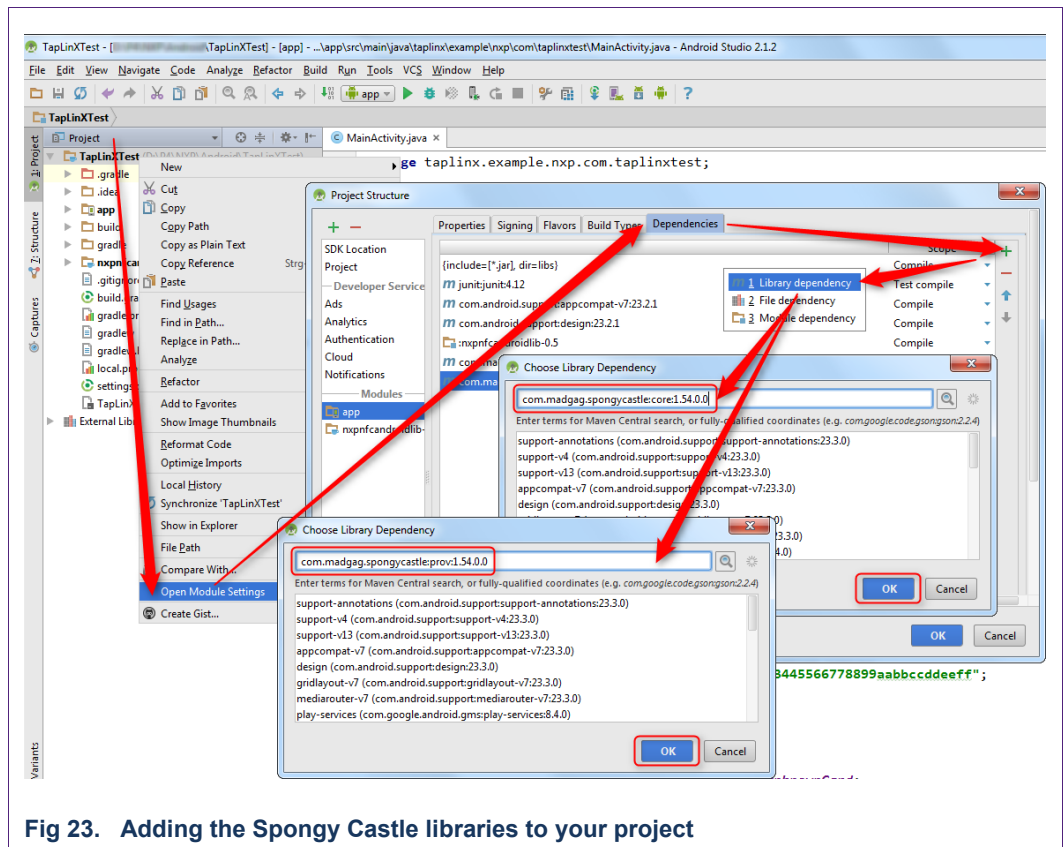 TapLinXTest - [ \TapLinXTest] - [app] - ...\app\src\main\java\taplinx\example\nxp\com\taplinxtest\MainActivity.java - Android Studio 2.1.2
File Edit View Navigate Code Analyze Refactor Build Run Tools VCS Window Help
app
TapLinXTest
Project
MainActivity.java ×
1: Project
7: Structure
Captures
Variants
TapLinXTest
.gradle
.idea
app
build
gradle
External Lib
New
Cut
Copy
Copy Path
Copy as Plain Text
Copy Reference Strg
Paste
Find Usages
Find in Path...
Replace in Path...
Analyze
Refactor
Add to Favorites
Show Image Thumbnails
Reformat Code
Optimize Imports
Local History
Synchronize 'TapLinXTest'
Show in Explorer
File Path
Compare With...
Open Module Settings
Create Gist...
ge taplinx.example.nxp.com.taplinxtest;
Project Structure
SDK Location
Project
Developer Service
Ads
Analytics
Authentication
Cloud
Notifications
Modules
app
nxpnfcandroidlib-
Properties Signing Flavors Build Types Dependencies
Scope
{include=[*.jar], dir=libs} Compile
m junit:junit:4.12 Test compile
m com.android.support:appcompat-v7:23.2.1 Compile
m com.android.support:design:23.2.1 Compile
:nxpnfcandroidlib-0.5 Compile
m com.ma
m com.ma
1 Library dependency
2 File dependency
3 Module dependency
Choose Library Dependency
com.madgag.spongycastle:core:1.54.0.0
Enter terms for Maven Central search, or fully-qualified coordinates (e.g. com.google.code.gson:gson:2.2.4)
support-annotations (com.android.support:support-annotations:23.3.0)
support-v4 (com.android.support:support-v4:23.3.0)
support-v13 (com.android.support:support-v13:23.3.0)
appcompat-v7 (com.android.support:appcompat-v7:23.3.0)
design (com.android.support:design:23.3.0)
OK Cancel
Choose Library Dependency
com.madgag.spongycastle:prov:1.54.0.0
Enter terms for Maven Central search, or fully-qualified coordinates (e.g. com.google.code.gson:gson:2.2.4)
support-annotations (com.android.support:support-annotations:23.3.0)
support-v4 (com.android.support:support-v4:23.3.0)
support-v13 (com.android.support:support-v13:23.3.0)
appcompat-v7 (com.android.support:appcompat-v7:23.3.0)
design (com.android.support:design:23.3.0)
gridlayout-v7 (com.android.support:gridlayout-v7:23.3.0)
mediarouter-v7 (com.android.support:mediarouter-v7:23.3.0)
play-services (com.google.android.gms:play-services:8.4.0)
OK Cancel
OK Cancel
3445566778899aabbccddeeff";
Fig 23. Adding the Spongy Castle libraries to your project